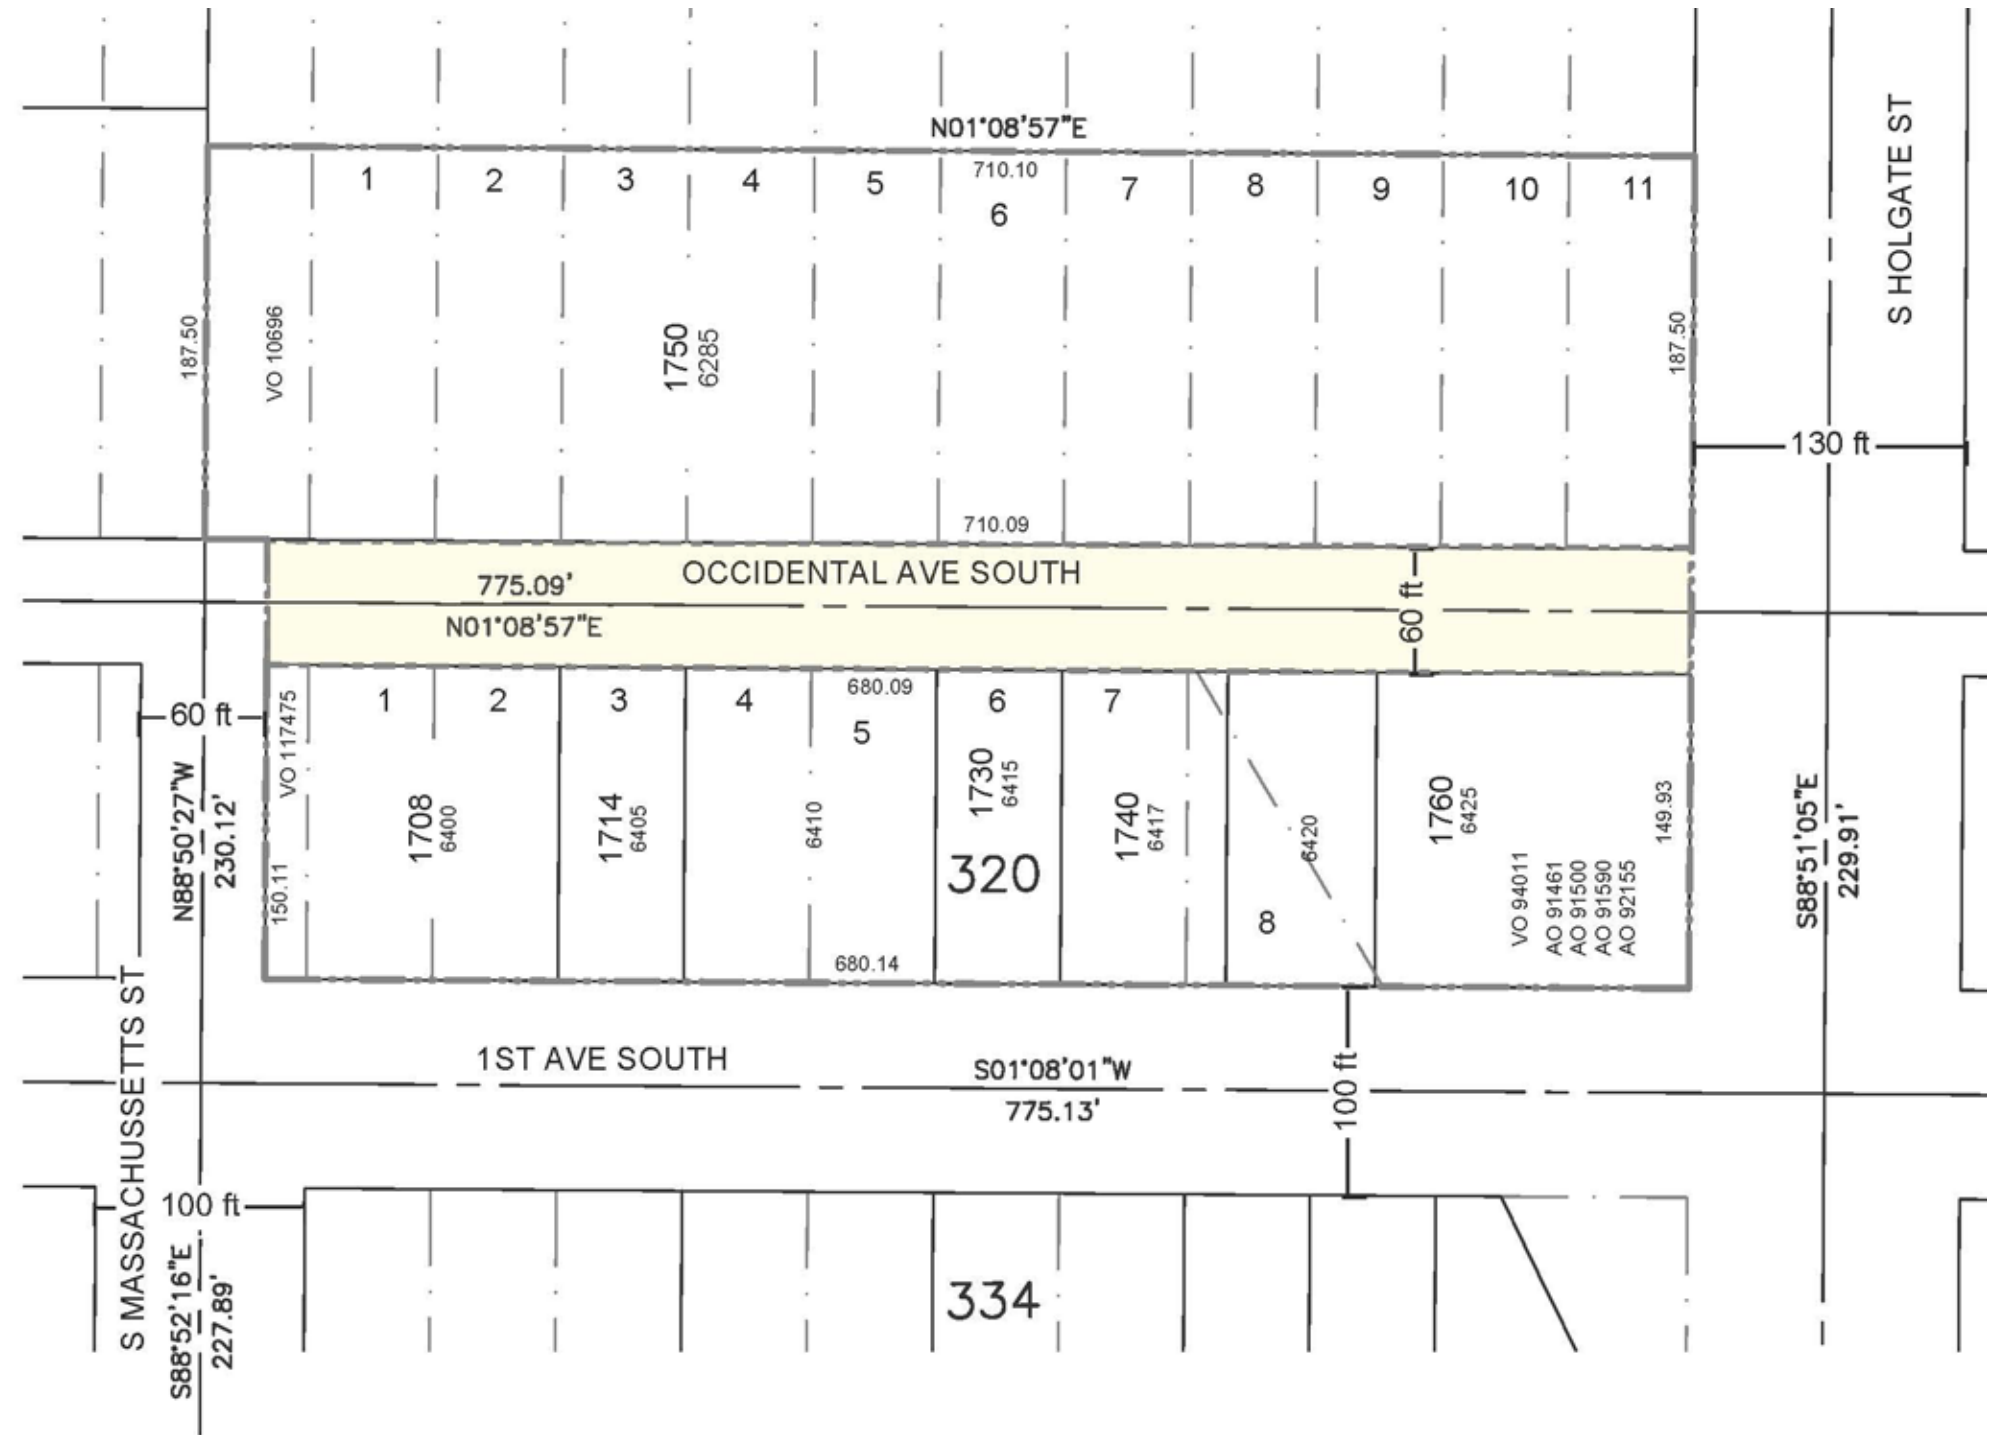 N01°08'57"E
710.10
1
2
3
4
5
6
7
8
9
10
11
S HOLGATE ST
187.50
VO 10696
1750
6285
187.50
130 ft
710.09
OCCIDENTAL AVE SOUTH
775.09'
N01°08'57"E
60 ft
680.09
1
2
3
4
5
6
7
60 ft
VO 117475
N88°50'27"W
230.12'
150.11
1708
6400
1714
6405
6410
1730
6415
320
1740
6417
6420
8
1760
6425
VO 94011
AO 91461
AO 91500
AO 91590
AO 92155
149.93
S88°51'05"E
229.91'
680.14
1ST AVE SOUTH
S01°08'01"W
775.13'
100 ft
S MASSACHUSSETTS ST
100 ft
S88°52'16"E
227.89'
334